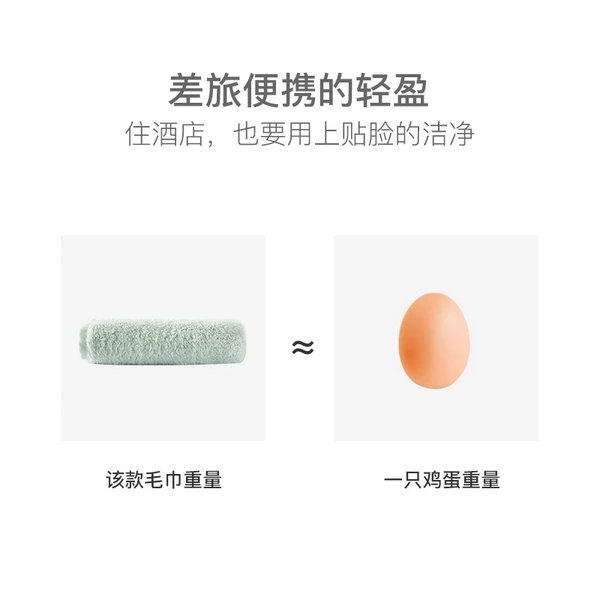 差旅便携的轻盈
住酒店，也要用上贴脸的洁净
≈
该款毛巾重量
一只鸡蛋重量